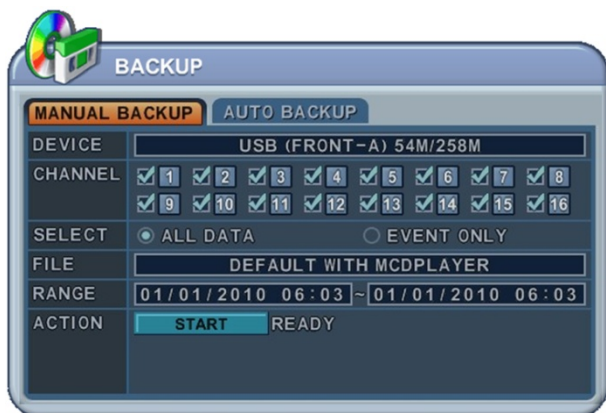 BACKUP
MANUAL BACKUP AUTO BACKUP
DEVICE USB (FRONT-A) 54M/258M
CHANNEL 1 2 3 4 5 6 7 8
9 10 11 12 13 14 15 16
SELECT ALL DATA EVENT ONLY
FILE DEFAULT WITH MCDPLAYER
RANGE 01/01/2010 06:03 ~ 01/01/2010 06:03
ACTION START READY